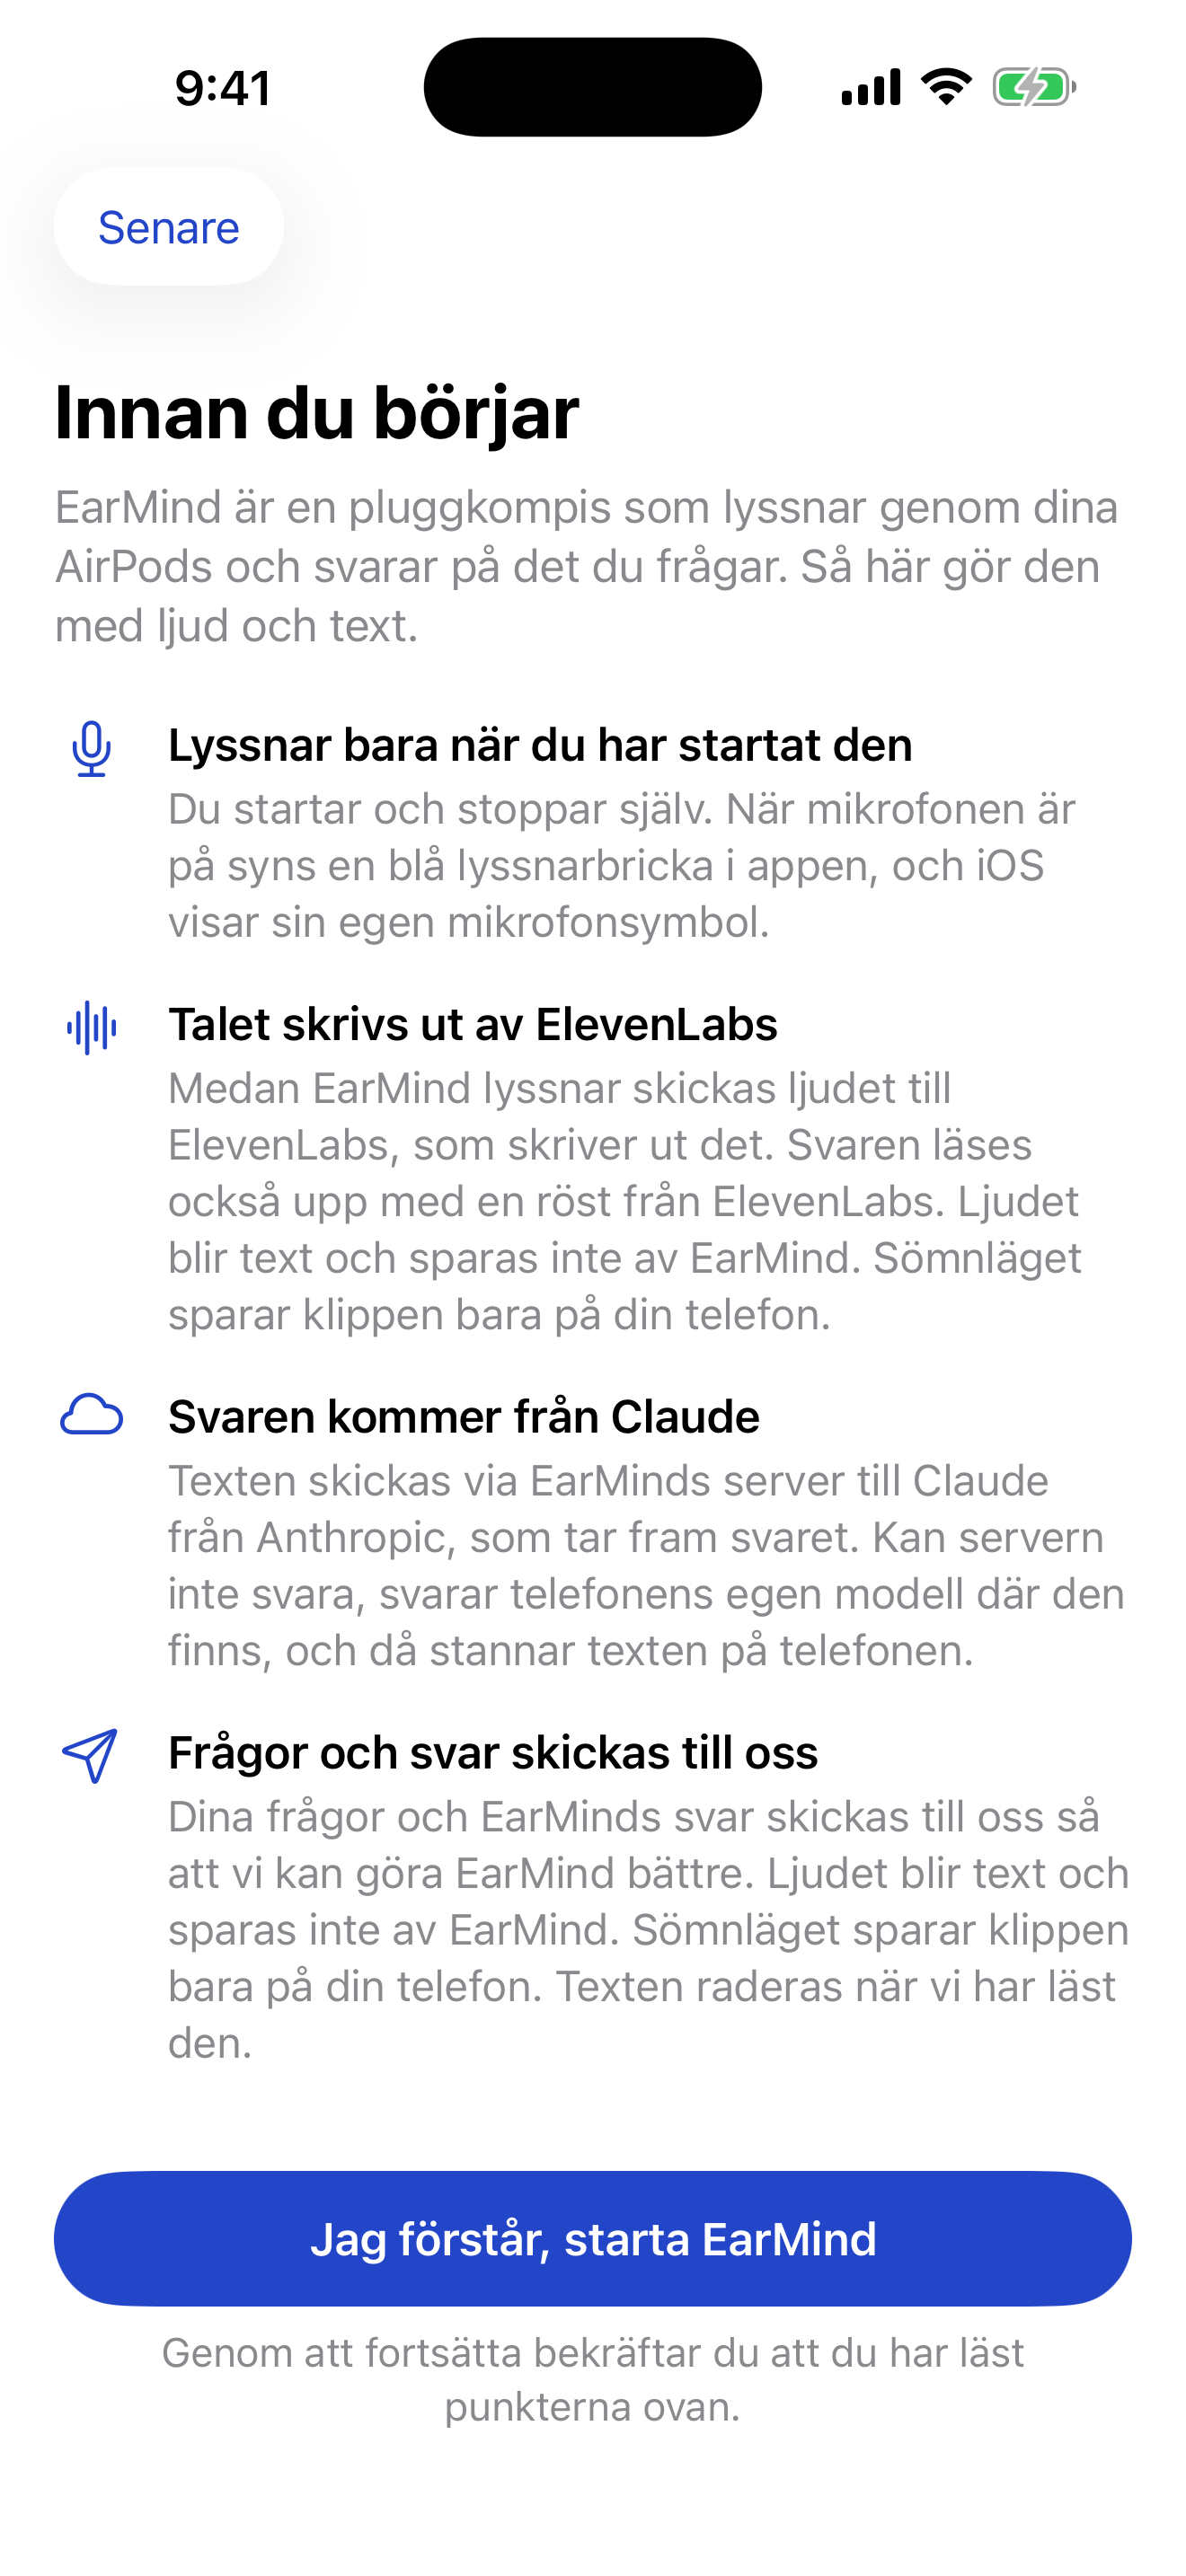 9:41
Senare
Innan du börjar
EarMind är en pluggkompis som lyssnar genom dina
AirPods och svarar på det du frågar. Så här gör den
med ljud och text.
Lyssnar bara när du har startat den
Du startar och stoppar själv. När mikrofonen är
på syns en blå lyssnarbricka i appen, och iOS
visar sin egen mikrofonsymbol.
Talet skrivs ut av ElevenLabs
Medan EarMind lyssnar skickas ljudet till
ElevenLabs, som skriver ut det. Svaren läses
också upp med en röst från ElevenLabs. Ljudet
blir text och sparas inte av EarMind. Sömnläget
sparar klippen bara på din telefon.
Svaren kommer från Claude
Texten skickas via EarMinds server till Claude
från Anthropic, som tar fram svaret. Kan servern
inte svara, svarar telefonens egen modell där den
finns, och då stannar texten på telefonen.
Frågor och svar skickas till oss
Dina frågor och EarMinds svar skickas till oss så
att vi kan göra EarMind bättre. Ljudet blir text och
sparas inte av EarMind. Sömnläget sparar klippen
bara på din telefon. Texten raderas när vi har läst
den.
Jag förstår, starta EarMind
Genom att fortsätta bekräftar du att du har läst
punkterna ovan.